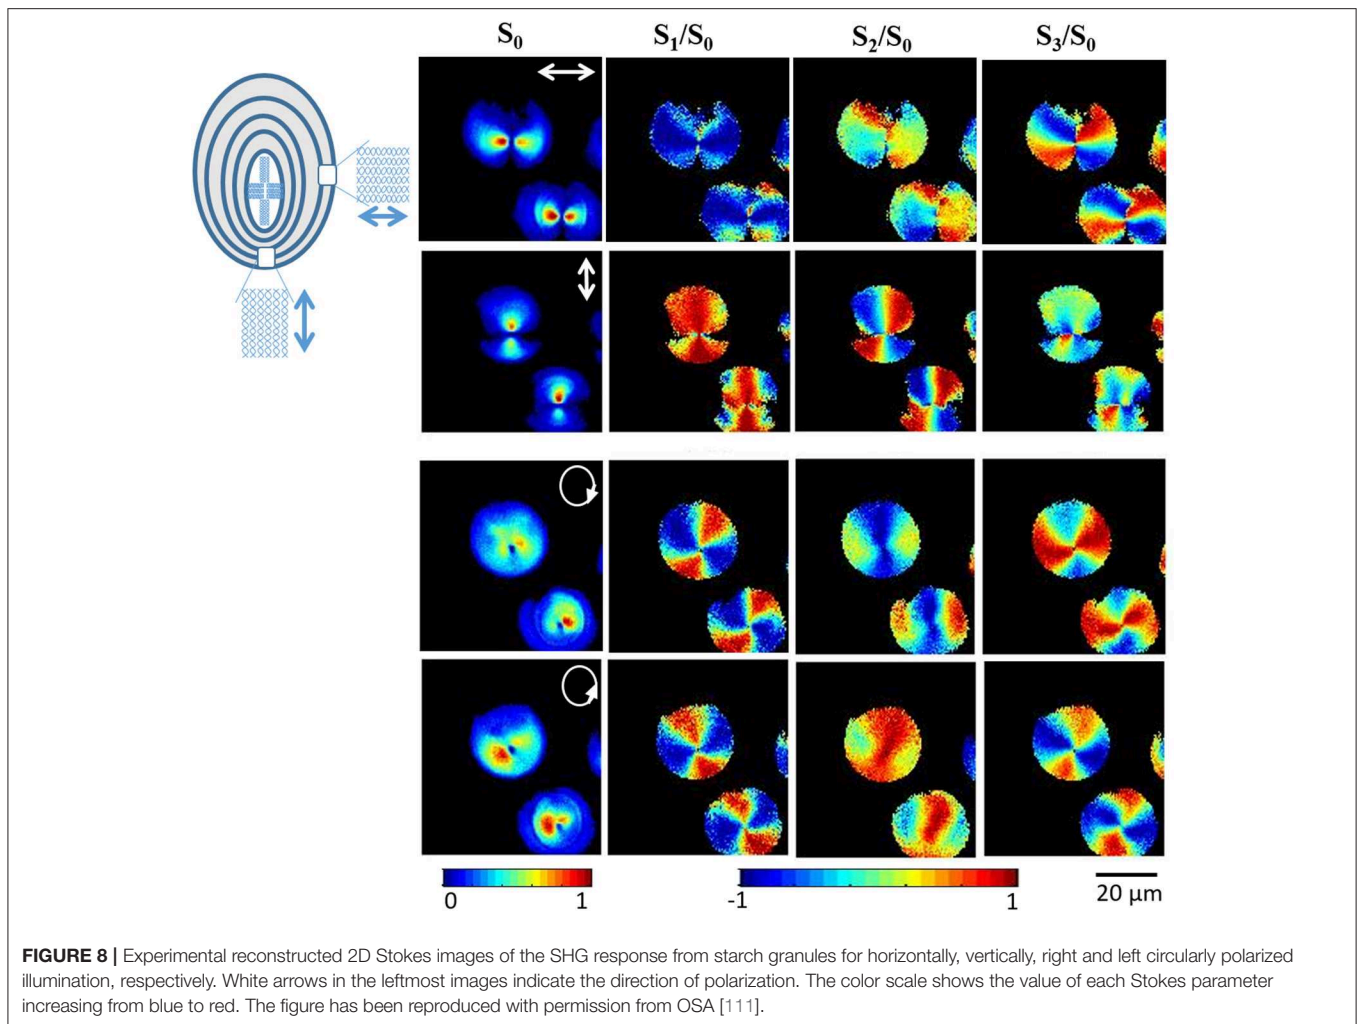 S0 S1/S0 S2/S0 S3/S0
0 1 -1 1 20 μm
FIGURE 8 | Experimental reconstructed 2D Stokes images of the SHG response from starch granules for horizontally, vertically, right and left circularly polarized
illumination, respectively. White arrows in the leftmost images indicate the direction of polarization. The color scale shows the value of each Stokes parameter
increasing from blue to red. The figure has been reproduced with permission from OSA [111].